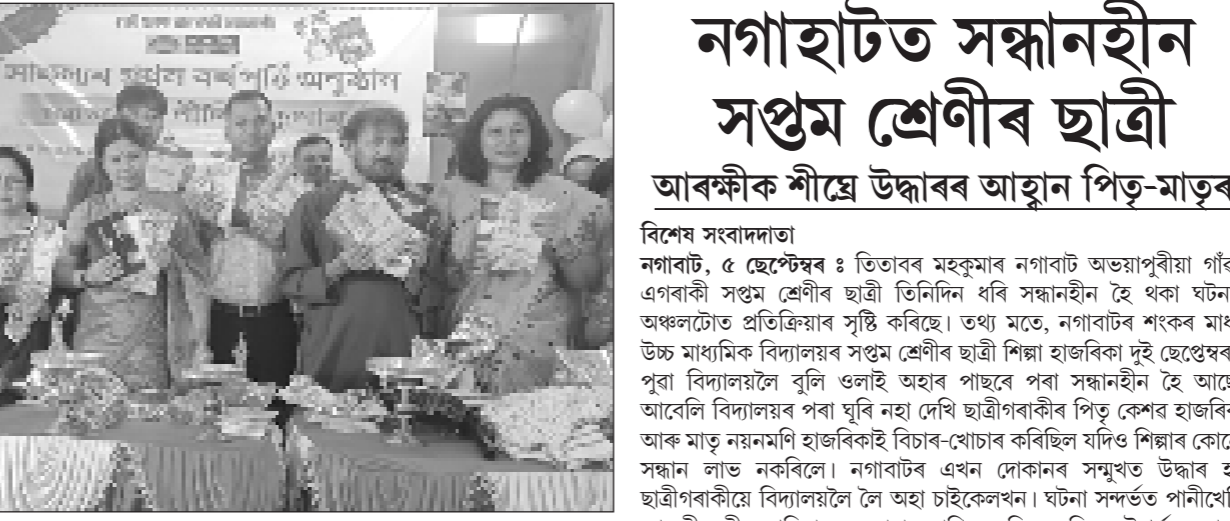 প্ৰথম বৰ্ষপূৰ্তি অনুষ্ঠান
নগাহাটত সন্ধানহীন
সপ্তম শ্ৰেণীৰ ছাত্ৰী
আৰক্ষীক শীঘ্ৰে উদ্ধাৰৰ আহ্বান পিতৃ-মাতৃৰ
বিশেষ সংবাদদাতা
নগাবাট, ৫ ছেপ্টেম্বৰ ঃ তিতাবৰ মহকুমাৰ নগাবাট অভয়াপুৰীয়া গাঁৱ
এগৰাকী সপ্তম শ্ৰেণীৰ ছাত্ৰী তিনিদিন ধৰি সন্ধানহীন হৈ থকা ঘটন
অঞ্চলটোত প্ৰতিক্ৰিয়াৰ সৃষ্টি কৰিছে। তথ্য মতে, নগাবাটৰ শংকৰ মাধ
উচ্চ মাধ্যমিক বিদ্যালয়ৰ সপ্তম শ্ৰেণীৰ ছাত্ৰী শিল্পা হাজৰিকা দুই ছেপ্তেম্বৰ
পুৱা বিদ্যালয়লৈ বুলি ওলাই অহাৰ পাছৰে পৰা সন্ধানহীন হৈ আছে
আবেলি বিদ্যালয়ৰ পৰা ঘূৰি নহা দেখি ছাত্ৰীগৰাকীৰ পিতৃ কেশৱ হাজৰি
আৰু মাতৃ নয়নমণি হাজৰিকাই বিচাৰ-খোচাৰ কৰিছিল যদিও শিল্পাৰ কোে
সন্ধান লাভ নকৰিলে। নগাবাটৰ এখন দোকানৰ সন্মুখত উদ্ধাৰ হ
ছাত্ৰীগৰাকীয়ে বিদ্যালয়লৈ লৈ অহা চাইকেলখন। ঘটনা সন্দৰ্ভত পানীখে